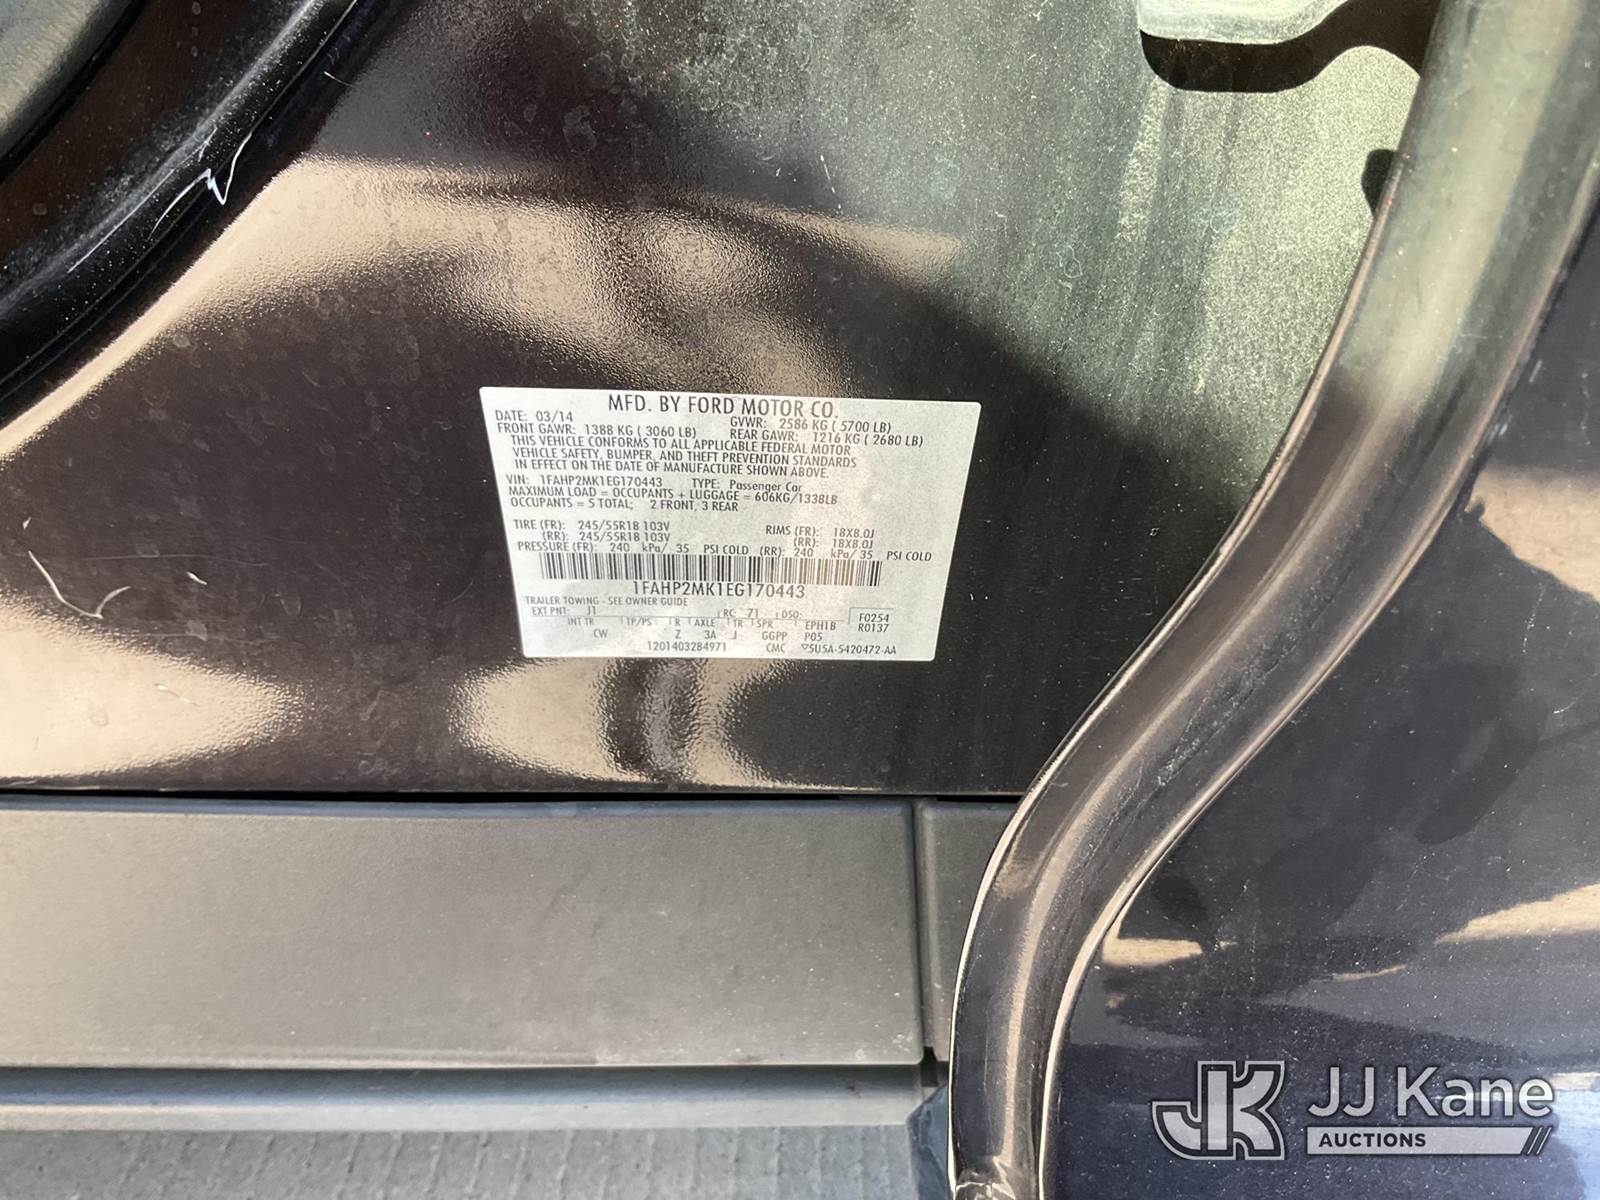 MFD. BY FORD MOTOR CO.
DATE: 03/14 GVWR: 2586 KG ( 5700 LB)
FRONT GAWR: 1388 KG ( 3060 LB) REAR GAWR: 1216 KG ( 2680 LB)
THIS VEHICLE CONFORMS TO ALL APPLICABLE FEDERAL MOTOR
VEHICLE SAFETY, BUMPER, AND THEFT PREVENTION STANDARDS
IN EFFECT ON THE DATE OF MANUFACTURE SHOWN ABOVE.
VIN: 1FAHP2MK1EG170443 TYPE: Passenger Car
MAXIMUM LOAD = OCCUPANTS + LUGGAGE = 606KG/1338LB
OCCUPANTS = 5 TOTAL; 2 FRONT, 3 REAR
TIRE (FR): 245/55R18 103V RIMS (FR): 18X8.0J
(RR): 245/55R18 103V (RR): 18X8.0J
PRESSURE (FR): 240 kPa/ 35 PSI COLD (RR): 240 kPa/ 35 PSI COLD
1FAHP2MK1EG170443
TRAILER TOWING - SEE OWNER GUIDE
EXT PNT: J1 RC: 71 DSO: F0254
INT TR TP/PS R AXLE TR SPR EPH1B R0137
CW Z 3A J GGPP P05
1201403284971 CMC 5U5A-5420472-AA
JK JJ Kane
AUCTIONS